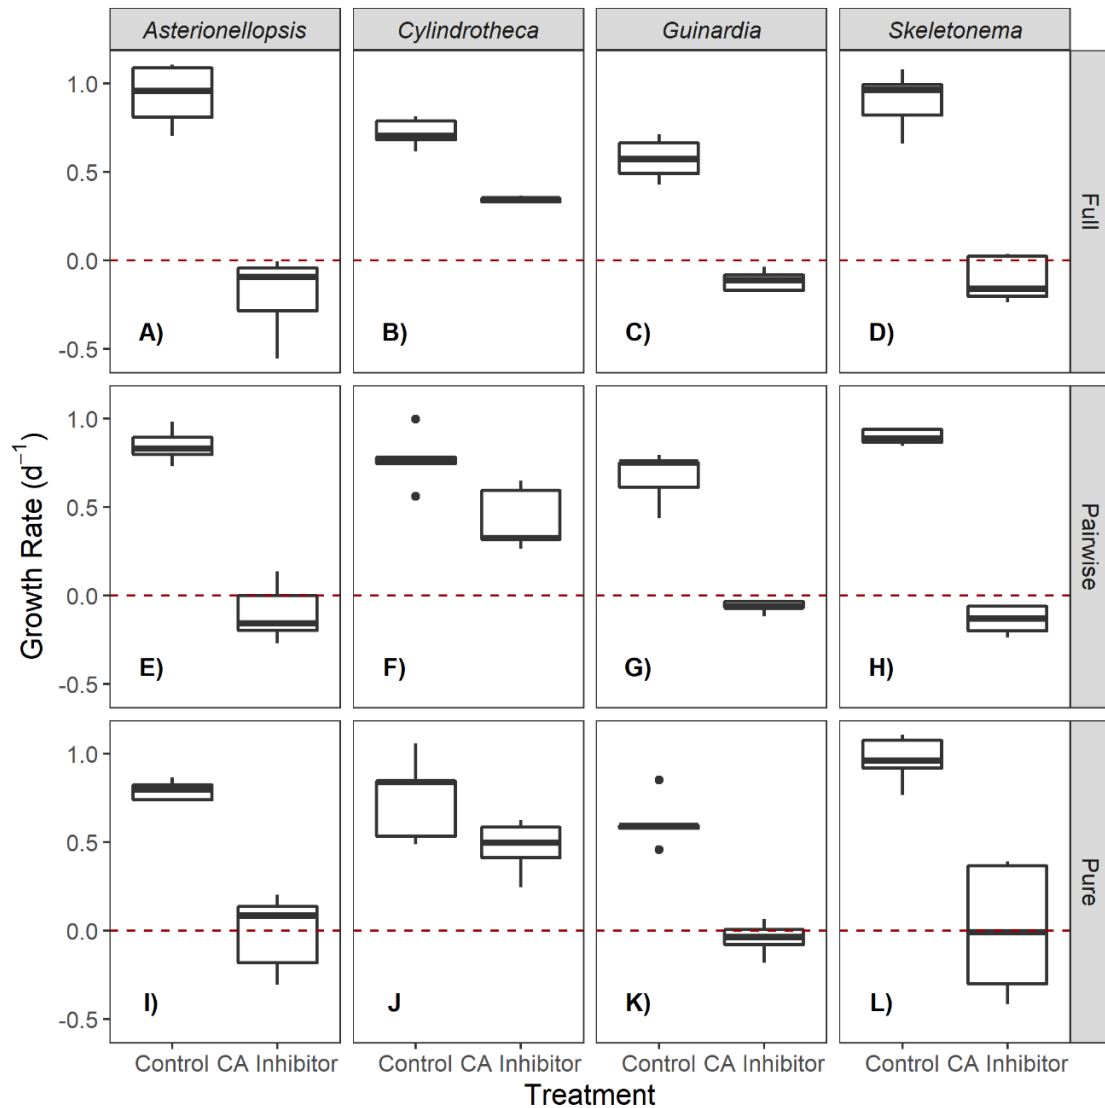 Asterionellopsis Cylindrotheca Guinardia Skeletonema
Growth Rate (d⁻¹)
1.0
0.5
0.0
-0.5
A) B) C) D)
Full
1.0
0.5
0.0
-0.5
E) F) G) H)
Pairwise
1.0
0.5
0.0
-0.5
I) J K) L)
Pure
Control CA Inhibitor Control CA Inhibitor Control CA Inhibitor Control CA Inhibitor
Treatment